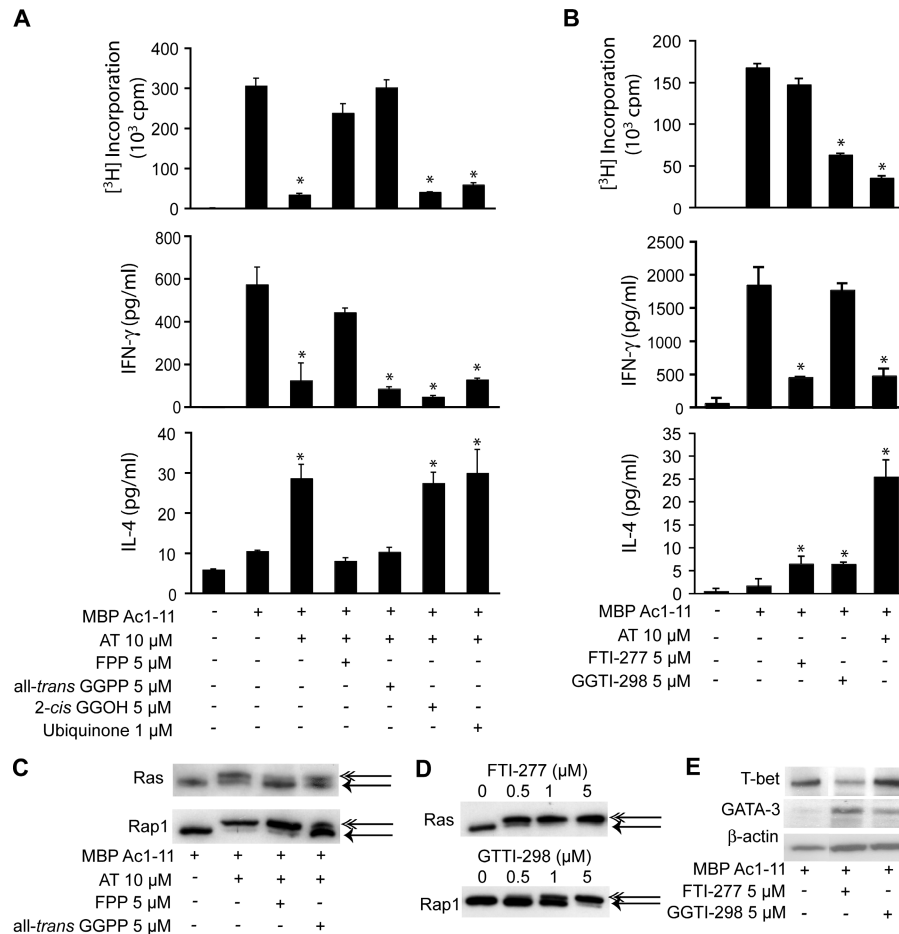 A
[³H] Incorporation
(10³ cpm)
400
300
200
100
0
* * *
IFN-γ (pg/ml)
800
600
400
200
0
* * * *
IL-4 (pg/ml)
40
30
20
10
0
* * *
MBP Ac1-11 - + + + + + +
AT 10 µM - - + + + + +
FPP 5 µM - - - + - - -
all-trans GGPP 5 µM - - - - + - -
2-cis GGOH 5 µM - - - - - + -
Ubiquinone 1 µM - - - - - - +
B
[³H] Incorporation
(10³ cpm)
200
150
100
50
0
* *
IFN-γ (pg/ml)
2500
2000
1500
1000
500
0
* *
IL-4 (pg/ml)
35
30
25
20
15
10
5
0
* * *
MBP Ac1-11 - + + + +
AT 10 µM - - - - +
FTI-277 5 µM - - + - -
GGTI-298 5 µM - - - + -
C
Ras
Rap1
MBP Ac1-11 + + + +
AT 10 µM - + + +
FPP 5 µM - - + -
all-trans GGPP 5 µM - - - +
D
FTI-277 (µM)
0 0.5 1 5
Ras
GTTI-298 (µM)
0 0.5 1 5
Rap1
E
T-bet
GATA-3
β-actin
MBP Ac1-11 + + +
FTI-277 5 µM - + -
GGTI-298 5 µM - - +